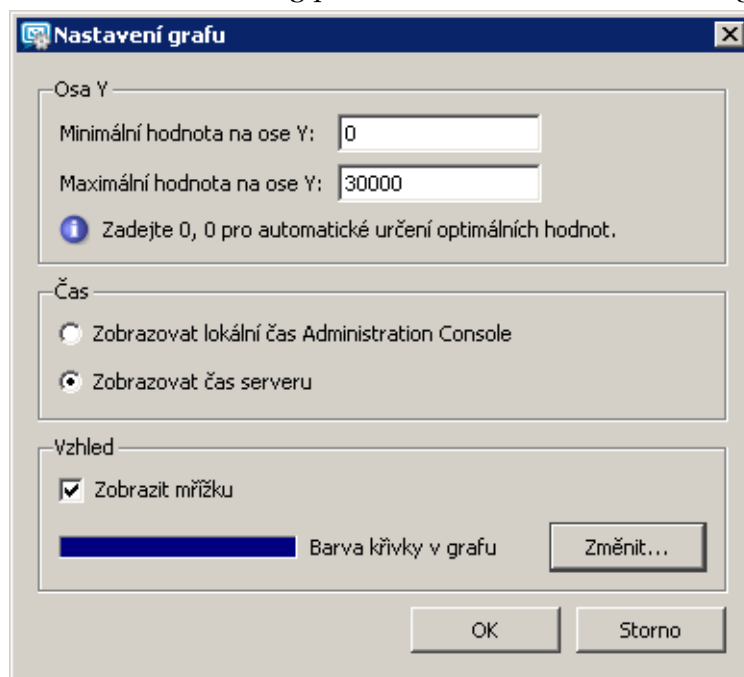 Nastavení grafu
Osa Y
Minimální hodnota na ose Y: 0
Maximální hodnota na ose Y: 30000
Zadejte 0, 0 pro automatické určení optimálních hodnot.
Čas
Zobrazovat lokální čas Administration Console
Zobrazovat čas serveru
Vzhled
Zobrazit mřížku
Barva křivky v grafu Změnit...
OK Storno